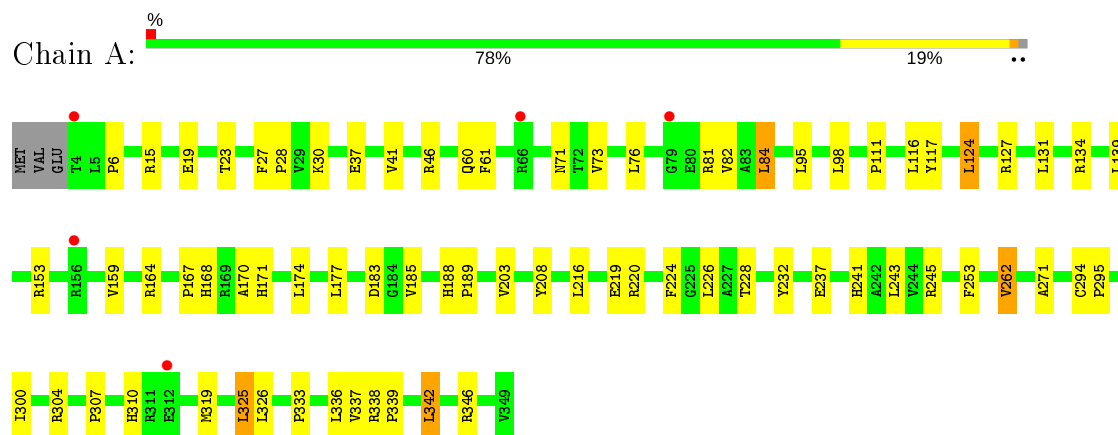 %
Chain A:
78% 19% ••
MET VAL GLU T4 L5 P6 R15 E19 T23 F27 P28 V29 K30 E37 V41 R46 Q60 F61 R66 N71 T72 V73 L76 G79 E80 R81 V82 A83 L84 L95 L98 P111 L116 Y117 L124 R127 L131 R134 L139
R153 R156 V159 R164 P167 H168 R169 A170 H171 L174 L177 D183 G184 V185 H188 P189 V203 Y208 L216 E219 R220 F224 G225 L226 A227 T228 Y232 E237 H241 A242 L243 V244 R245 F253 V262 A271 C294 P295
I300 R304 P307 H310 R311 E312 M319 L325 L326 P333 L336 V337 R338 P339 L342 R346 V349